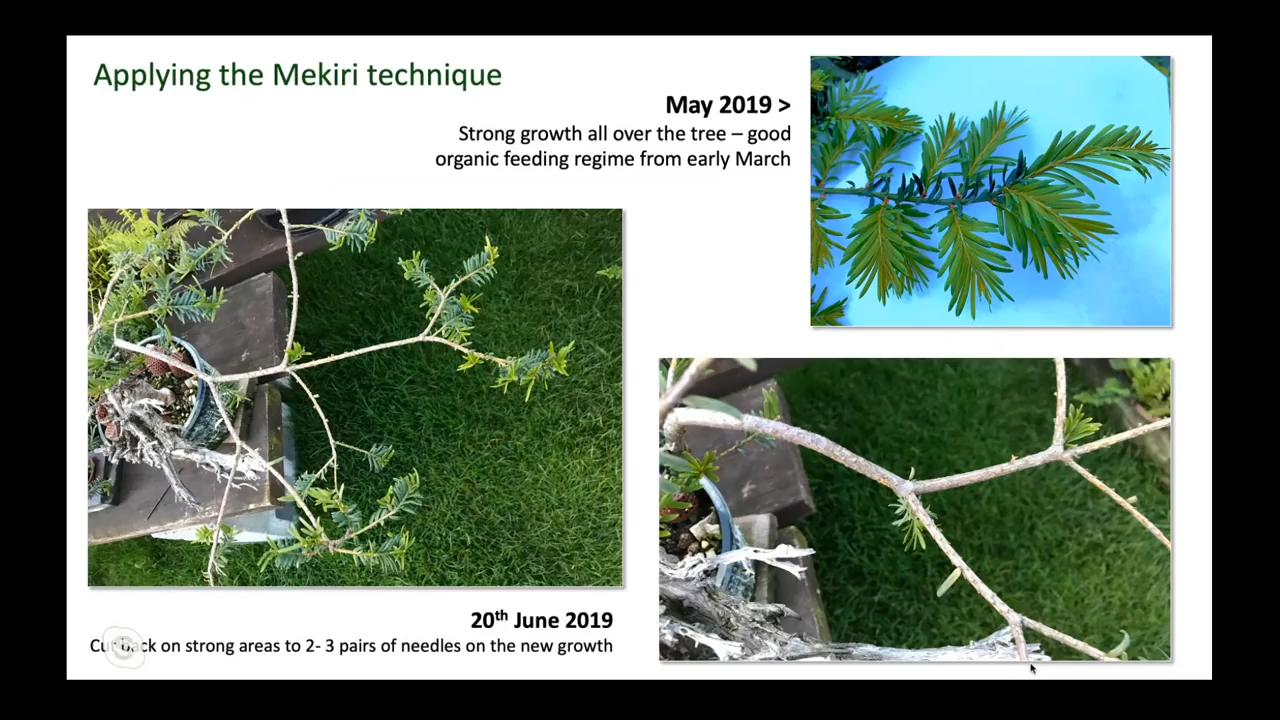 Applying the Mekiri technique
May 2019 >
Strong growth all over the tree – good
organic feeding regime from early March
20th June 2019
Cut back on strong areas to 2- 3 pairs of needles on the new growth